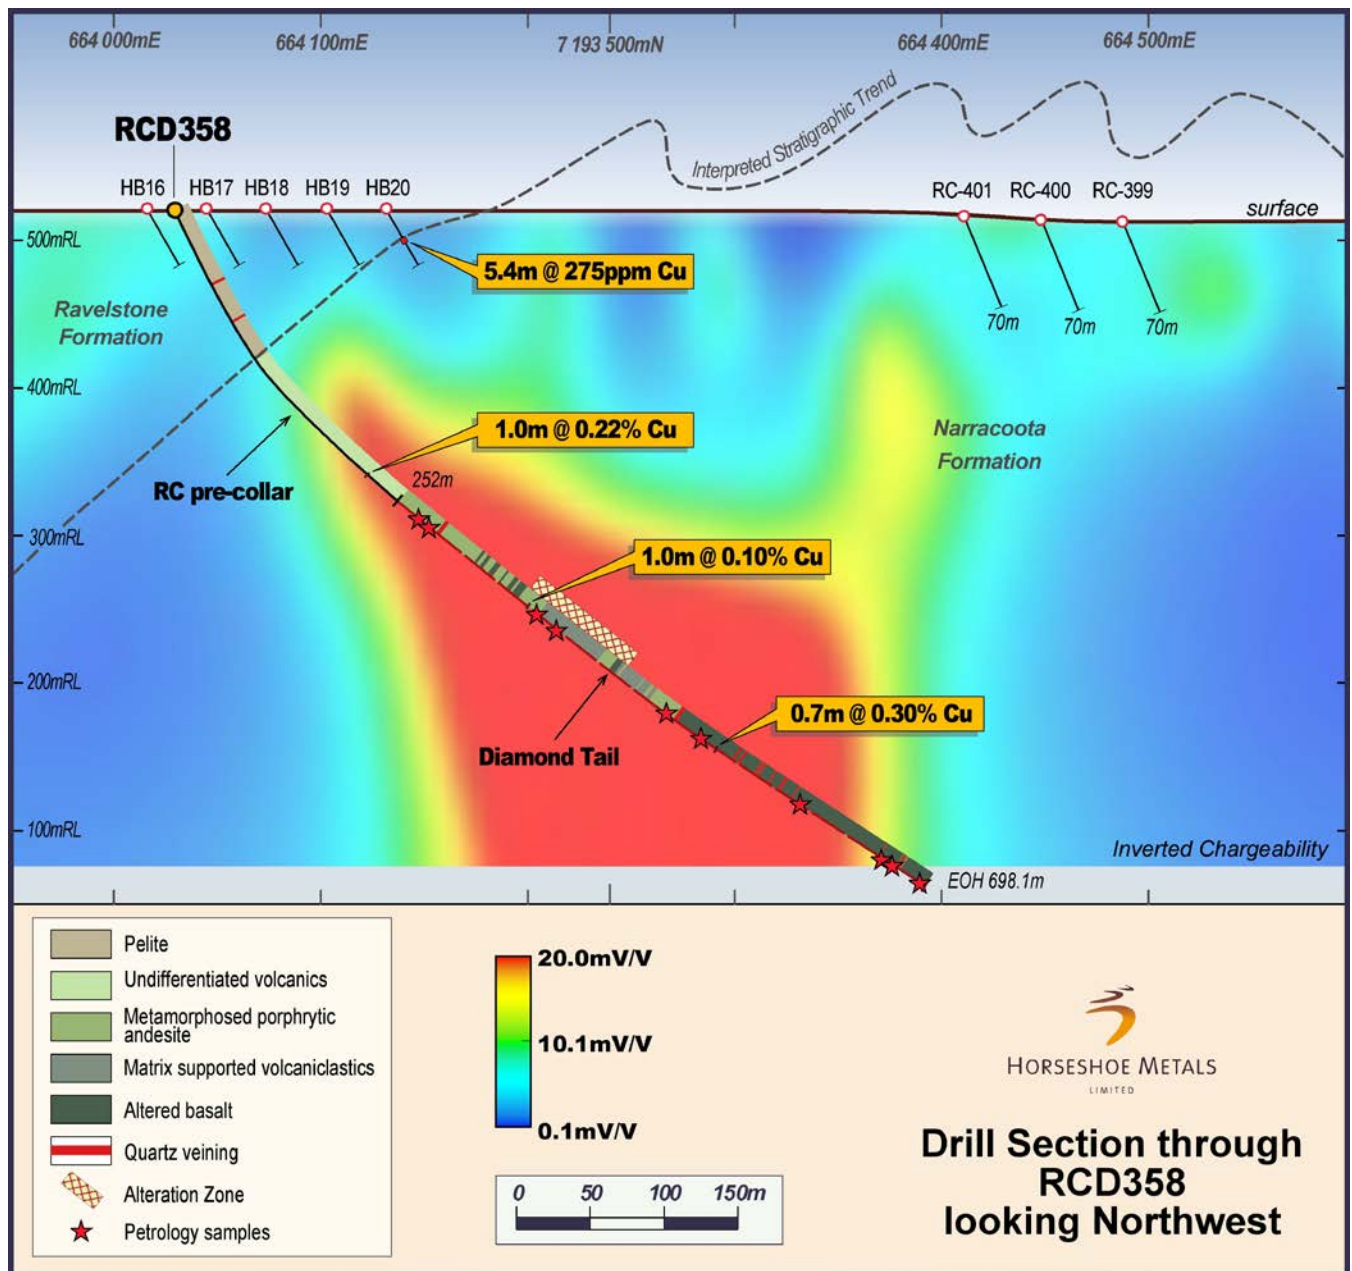 664 000mE
664 100mE
7 193 500mN
664 400mE
664 500mE
RCD358
Interpreted Stratigraphic Trend
HB16
HB17
HB18
HB19
HB20
RC-401
RC-400
RC-399
surface
500mRL
5.4m @ 275ppm Cu
Ravelstone
Formation
70m
70m
70m
400mRL
1.0m @ 0.22% Cu
Narracoota
Formation
252m
RC pre-collar
300mRL
1.0m @ 0.10% Cu
200mRL
0.7m @ 0.30% Cu
Diamond Tail
100mRL
Inverted Chargeability
EOH 698.1m
Pelite
Undifferentiated volcanics
Metamorphosed porphrytic
andesite
Matrix supported volcaniclastics
Altered basalt
Quartz veining
Alteration Zone
Petrology samples
20.0mV/V
10.1mV/V
0.1mV/V
0 50 100 150m
HORSESHOE METALS
LIMITED
Drill Section through
RCD358
looking Northwest